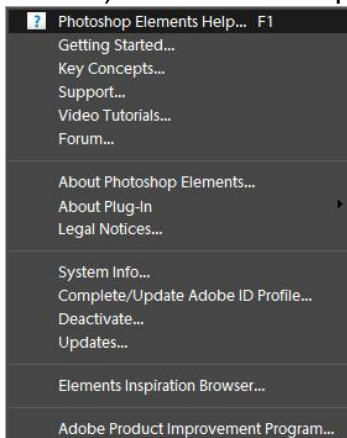 Photoshop Elements Help... F1
Getting Started...
Key Concepts...
Support...
Video Tutorials...
Forum...
About Photoshop Elements...
About Plug-In
Legal Notices...
System Info...
Complete/Update Adobe ID Profile...
Deactivate...
Updates...
Elements Inspiration Browser...
Adobe Product Improvement Program...